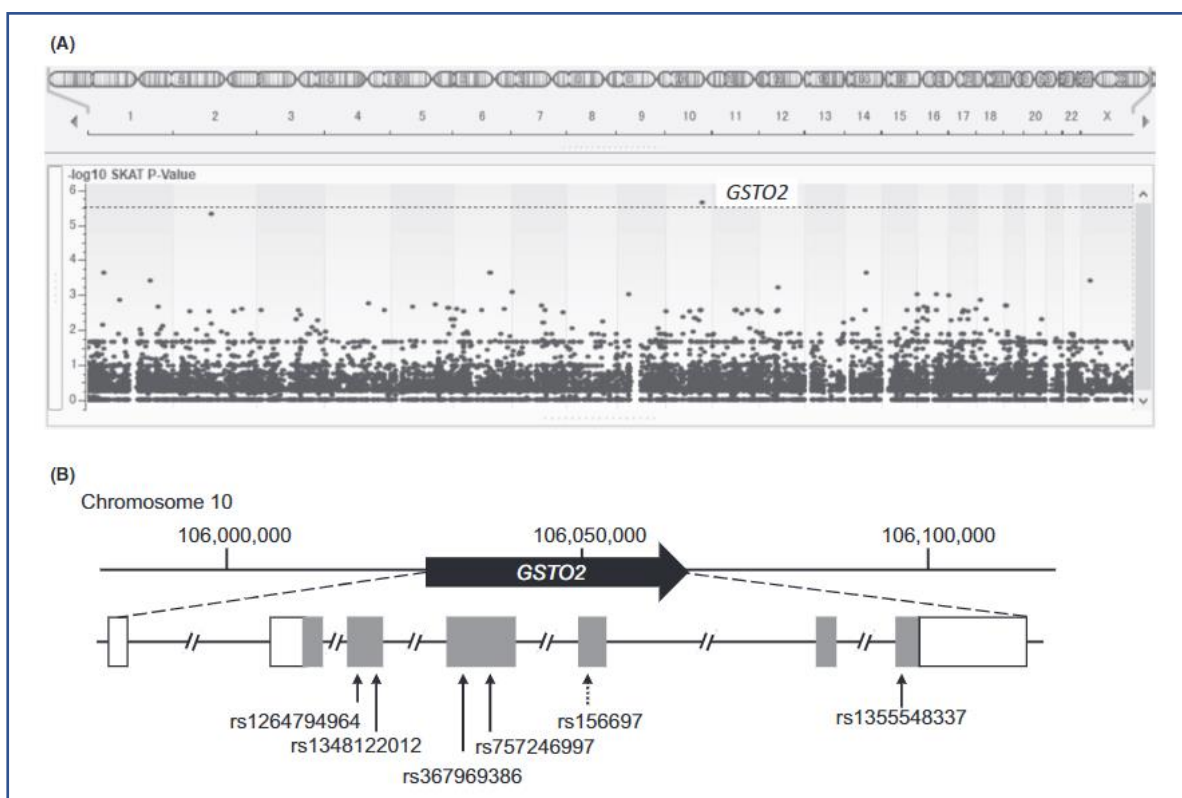 (A)
1 2 3 4 5 6 7 8 9 10 11 12 13 14 15 16 17 18 20 22 X
-log10 SKAT P-Value
GSTO2
6
5
4
3
2
1
0
(B)
Chromosome 10
106,000,000 106,050,000 106,100,000
GSTO2
rs1264794964 rs156697 rs1355548337
rs1348122012 rs757246997
rs367969386